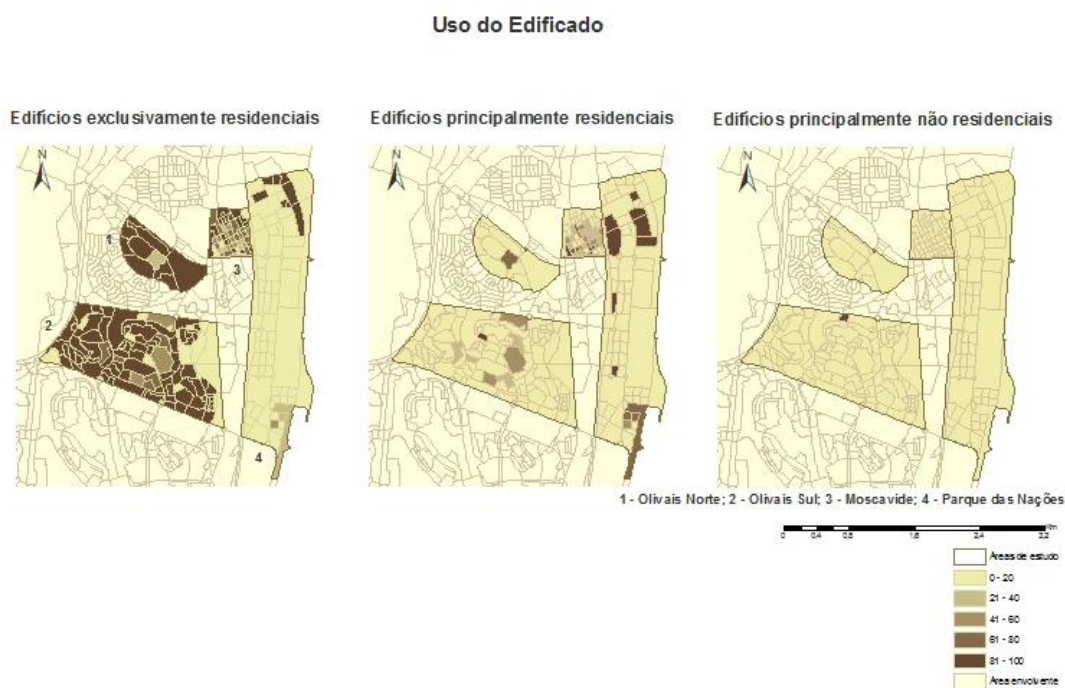 Uso do Edificado
Edifícios exclusivamente residenciais
Edifícios principalmente residenciais
Edifícios principalmente não residenciais
N
N
N
1
2
3
4
1 - Olivais Norte; 2 - Olivais Sul; 3 - Moscavide; 4 - Parque das Nações
Km
0 0,4 0,8 1,6 2,4 3,2
Áreas de estudo
0 - 20
21 - 40
41 - 60
61 - 80
81 - 100
Área envolvente